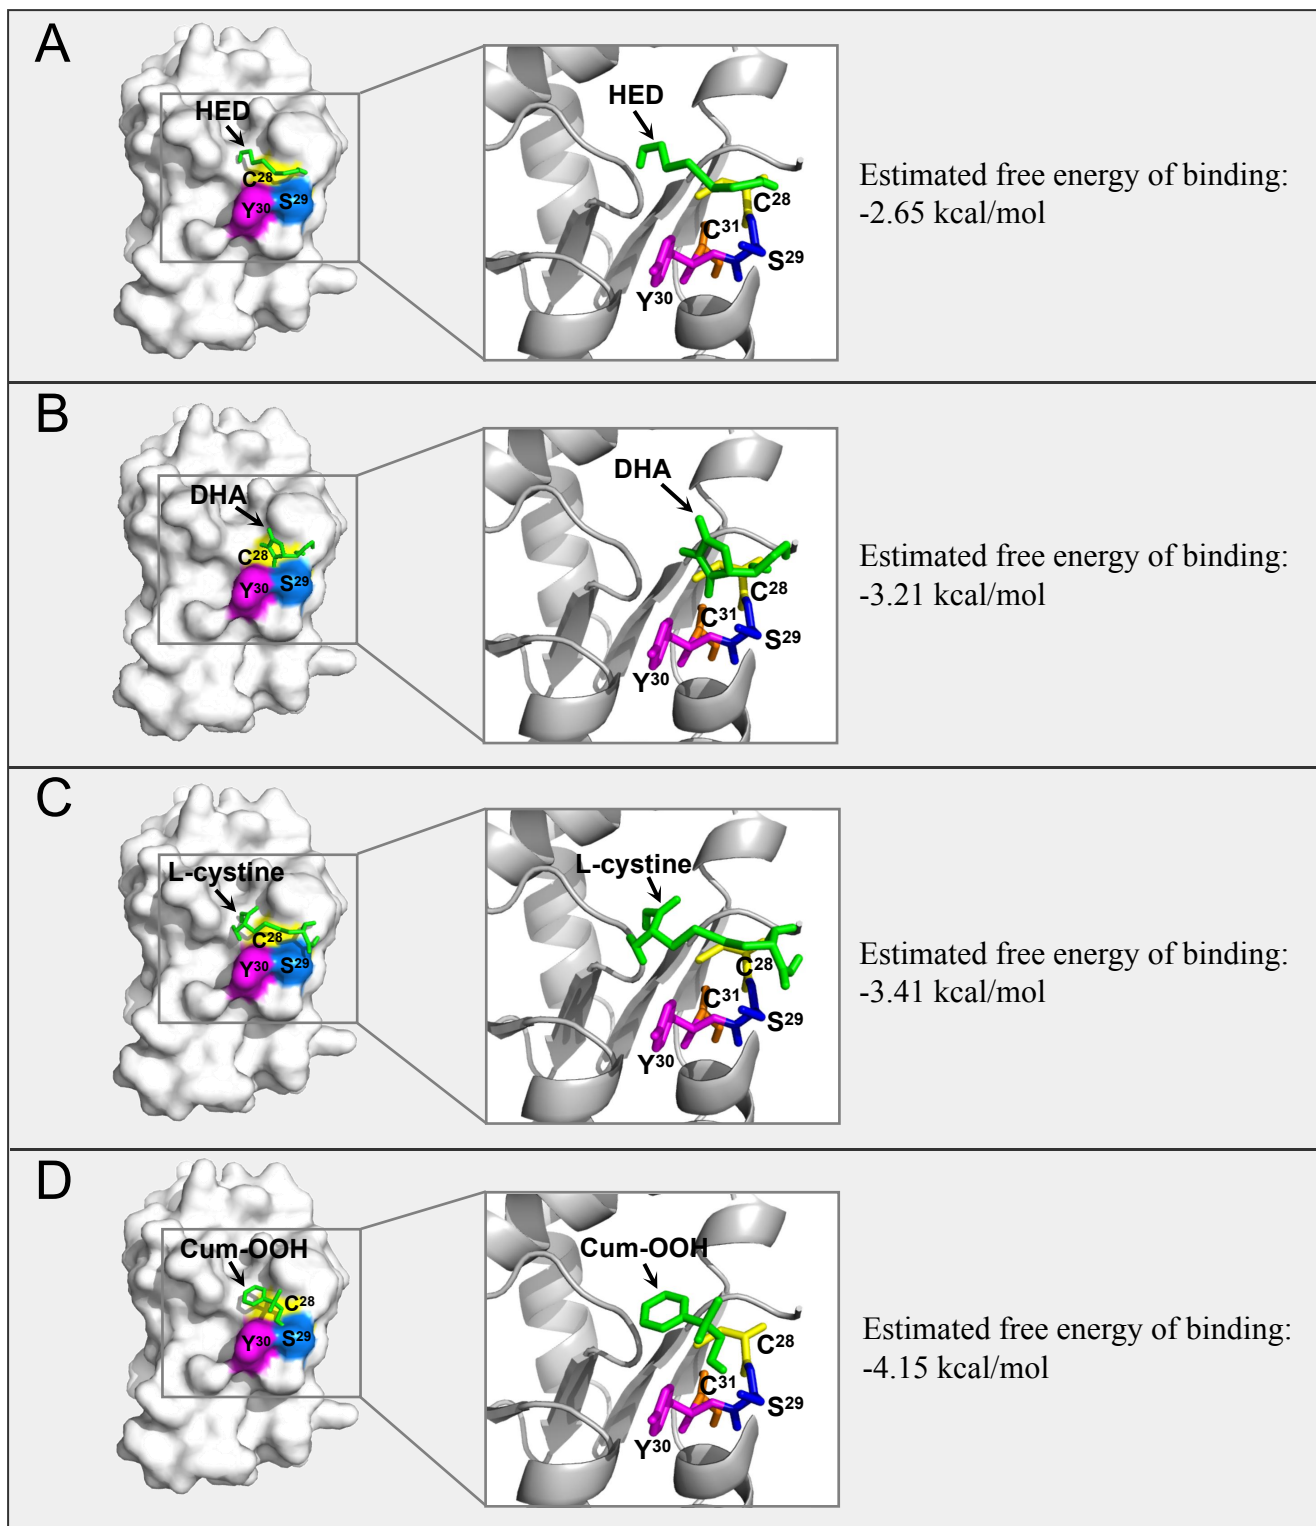 A
HED
C28
Y30
S29
HED
C28
C31
S29
Y30
Estimated free energy of binding:
-2.65 kcal/mol
B
DHA
C28
Y30
S29
DHA
C28
C31
S29
Y30
Estimated free energy of binding:
-3.21 kcal/mol
C
L-cystine
C28
Y30
S29
L-cystine
C28
C31
S29
Y30
Estimated free energy of binding:
-3.41 kcal/mol
D
Cum-OOH
C28
Y30
S29
Cum-OOH
C28
C31
S29
Y30
Estimated free energy of binding:
-4.15 kcal/mol